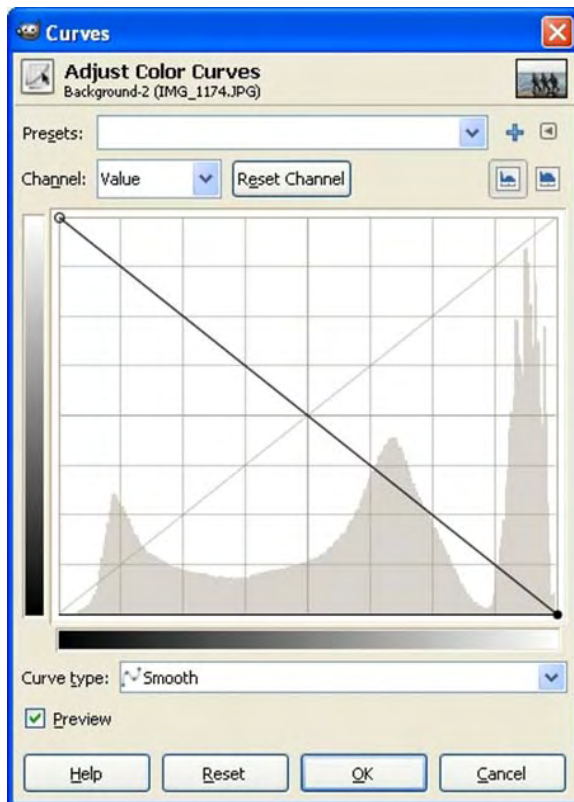 Curves
Adjust Color Curves
Background-2 (IMG_1174.JPG)
Presets:
Channel: Value Reset Channel
Curve type: Smooth
Preview
Help Reset OK Cancel